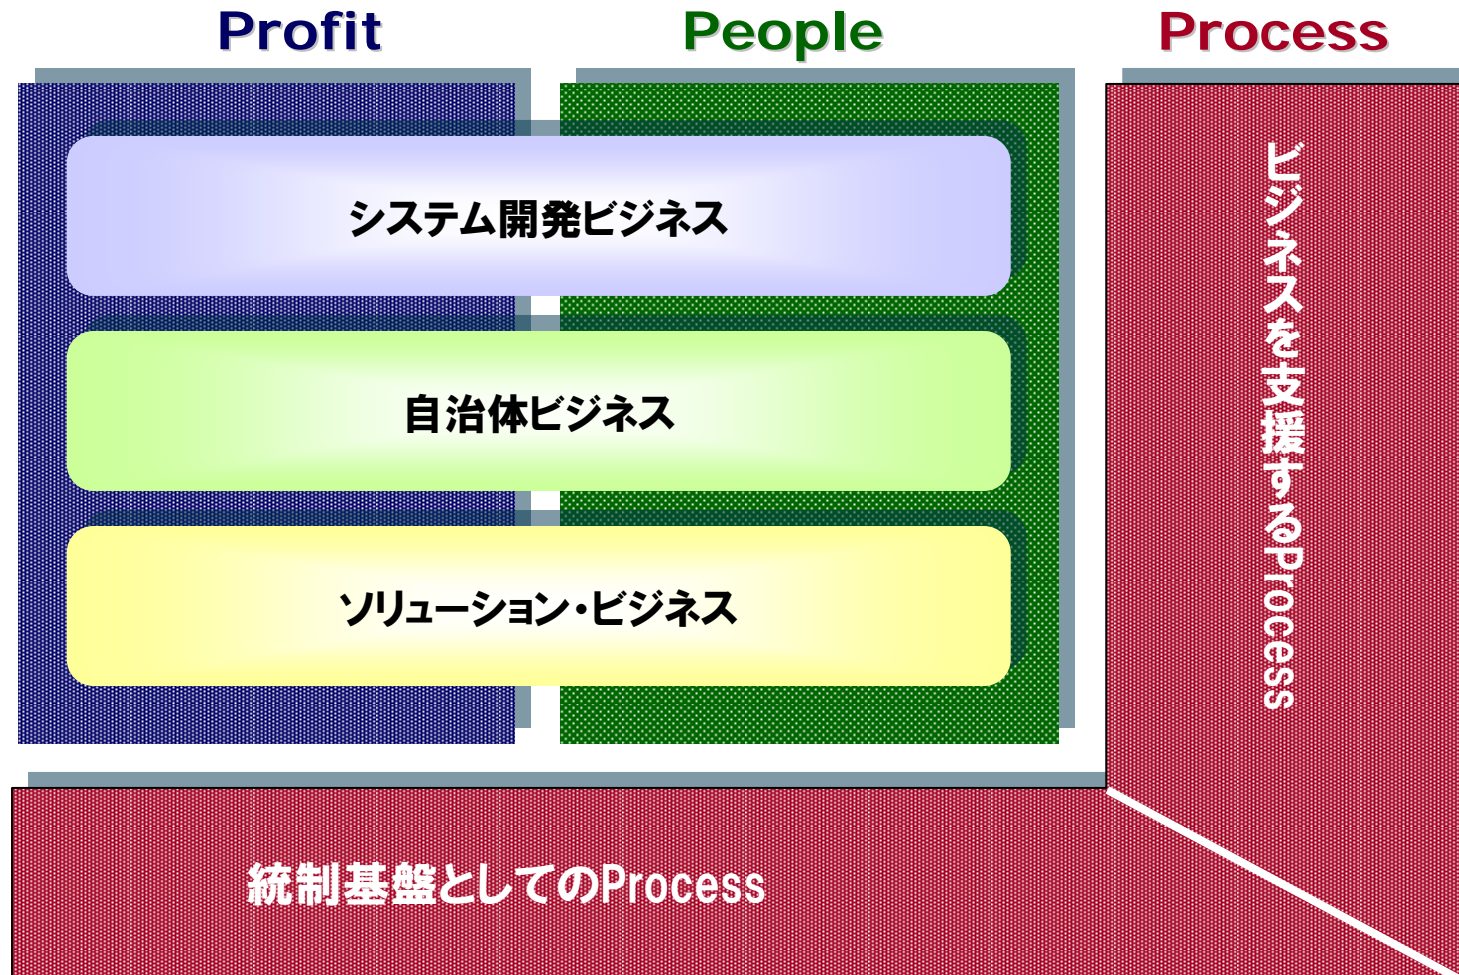 Profit
People
Process
システム開発ビジネス
自治体ビジネス
ソリューション・ビジネス
ビジネスを支援するProcess
統制基盤としてのProcess